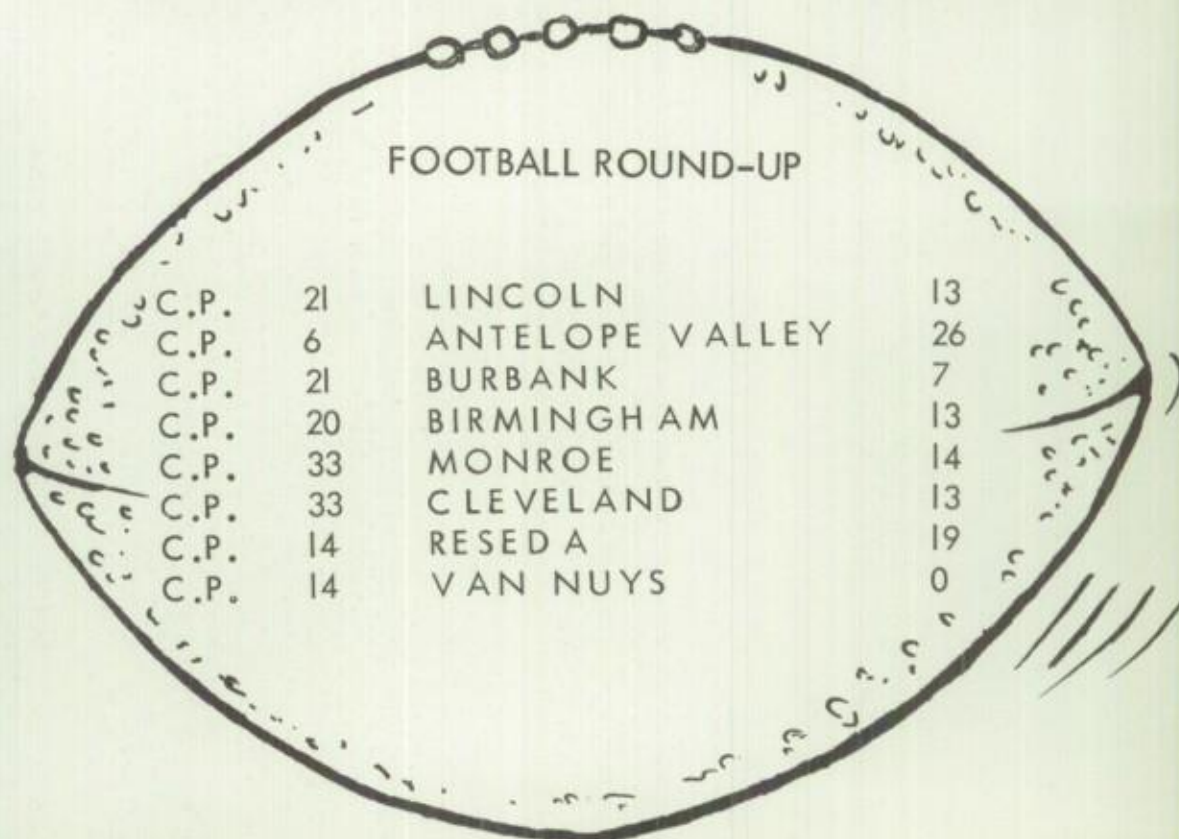 FOOTBALL ROUND-UP
C.P. 21 LINCOLN 13
C.P. 6 ANTELOPE VALLEY 26
C.P. 21 BURBANK 7
C.P. 20 BIRMINGHAM 13
C.P. 33 MONROE 14
C.P. 33 CLEVELAND 13
C.P. 14 RESEDA 19
C.P. 14 VAN NUYS 0